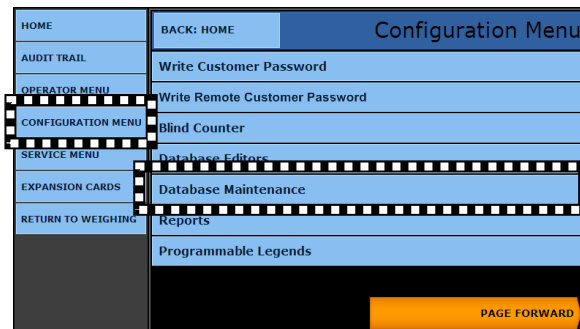 HOME
AUDIT TRAIL
OPERATOR MENU
CONFIGURATION MENU
SERVICE MENU
EXPANSION CARDS
RETURN TO WEIGHING
BACK: HOME
Configuration Menu
Write Customer Password
Write Remote Customer Password
Blind Counter
Database Editors
Database Maintenance
Reports
Programmable Legends
PAGE FORWARD